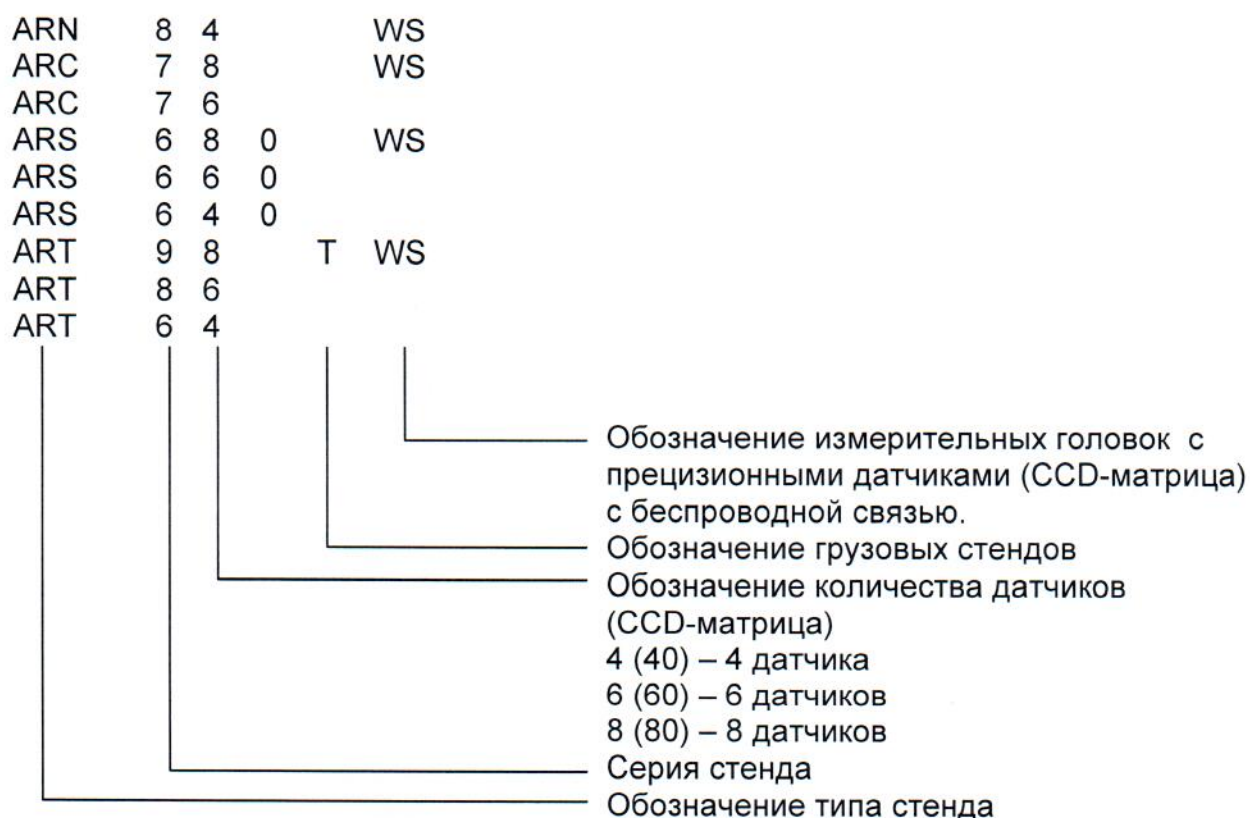 ARN 8 4 WS
ARC 7 8 WS
ARC 7 6
ARS 6 8 0 WS
ARS 6 6 0
ARS 6 4 0
ART 9 8 T WS
ART 8 6
ART 6 4
Обозначение измерительных головок с
прецизионными датчиками (CCD-матрица)
с беспроводной связью.
Обозначение грузовых стендов
Обозначение количества датчиков
(CCD-матрица)
4 (40) – 4 датчика
6 (60) – 6 датчиков
8 (80) – 8 датчиков
Серия стенда
Обозначение типа стенда